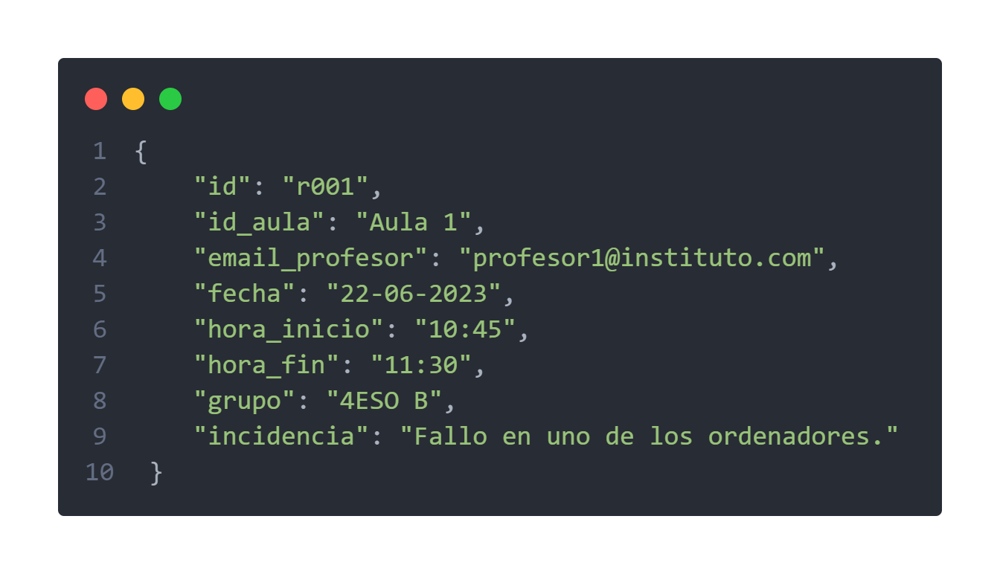 1 {
2     "id": "r001",
3     "id_aula": "Aula 1",
4     "email_profesor": "profesor1@instituto.com",
5     "fecha": "22-06-2023",
6     "hora_inicio": "10:45",
7     "hora_fin": "11:30",
8     "grupo": "4ESO B",
9     "incidencia": "Fallo en uno de los ordenadores."
10  }